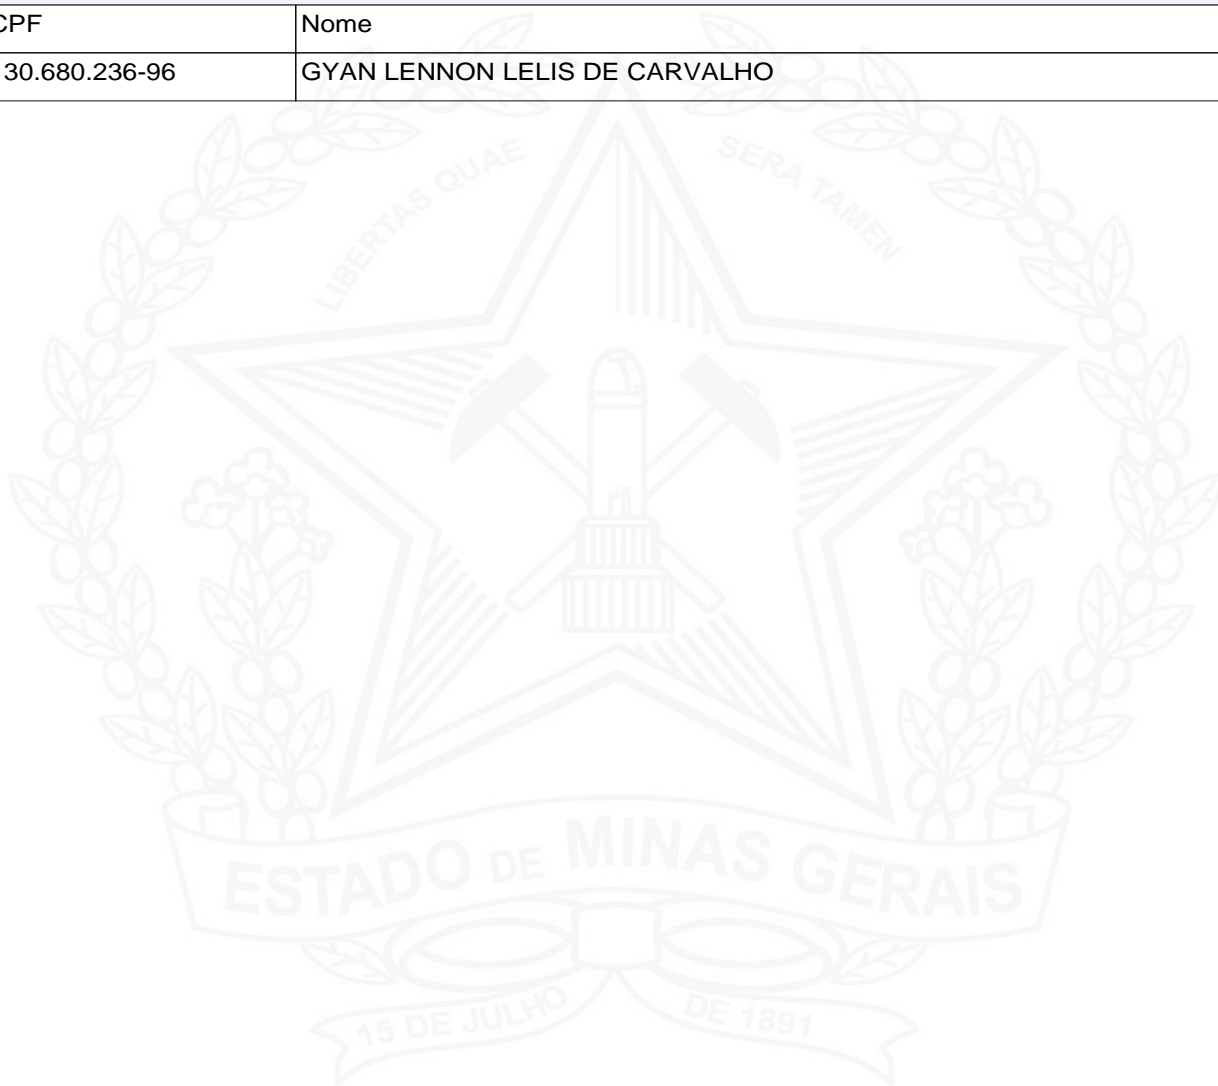 CPF Nome
30.680.236-96 GYAN LENNON LELIS DE CARVALHO
LIBERTAS QUAE SERA TAMEN
ESTADO DE MINAS GERAIS
15 DE JULHO DE 1891